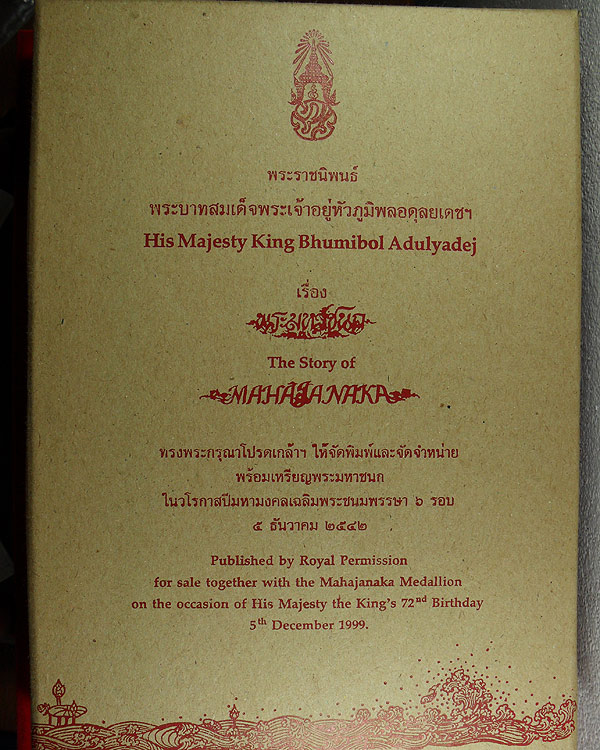 พระราชนิพนธ์
พระบาทสมเด็จพระเจ้าอยู่หัวภูมิพลอดุลยเดชฯ
His Majesty King Bhumibol Adulyadej
เรื่อง
พระมหาชนก
The Story of
MAHAJANAKA
ทรงพระกรุณาโปรดเกล้าฯ ให้จัดพิมพ์และจัดจำหน่าย
พร้อมเหรียญพระมหาชนก
ในวโรกาสปีมหามงคลเฉลิมพระชนมพรรษา ๖ รอบ
๕ ธันวาคม ๒๕๔๒
Published by Royal Permission
for sale together with the Mahajanaka Medallion
on the occasion of His Majesty the King's 72nd Birthday
5th December 1999.